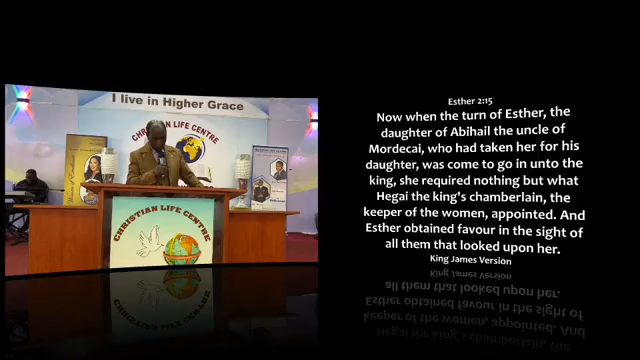 I live in Higher Grace
CHRISTIAN LIFE CENTRE
CHRISTIAN LIFE CENTRE
Esther 2:15
Now when the turn of Esther, the
daughter of Abihail the uncle of
Mordecai, who had taken her for his
daughter, was come to go in unto the
king, she required nothing but what
Hegai the king's chamberlain, the
keeper of the women, appointed. And
Esther obtained favour in the sight of
all them that looked upon her.
King James Version